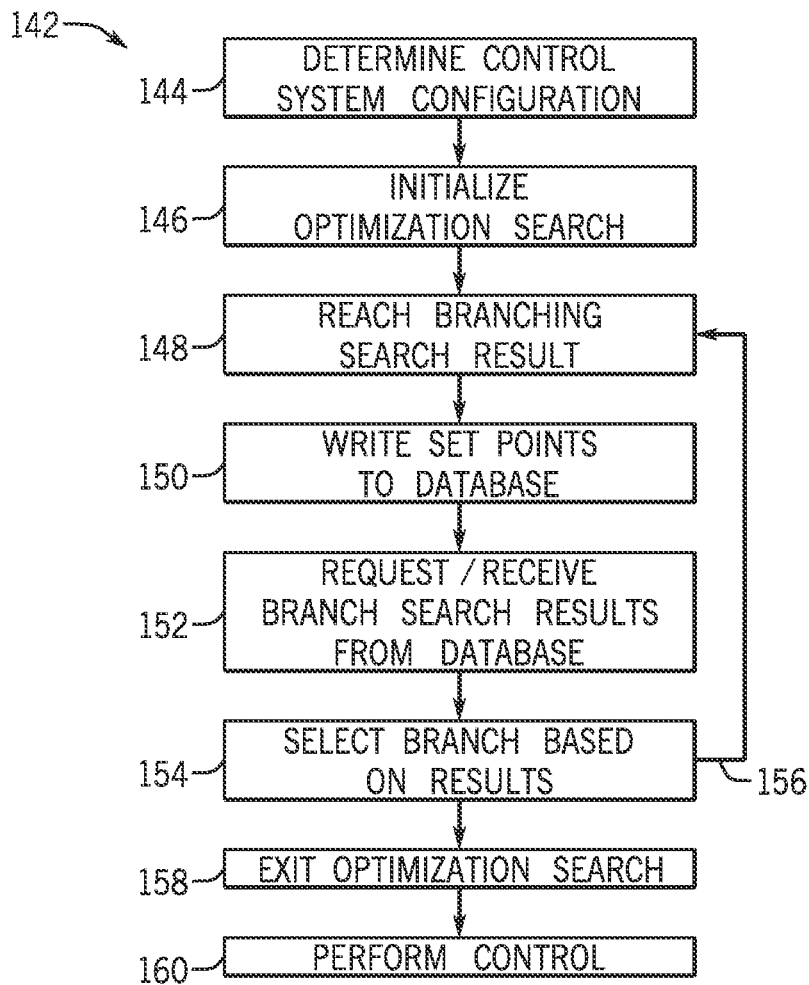 142
DETERMINE CONTROL
SYSTEM CONFIGURATION
144
INITIALIZE
OPTIMIZATION SEARCH
146
REACH BRANCHING
SEARCH RESULT
148
WRITE SET POINTS
TO DATABASE
150
REQUEST / RECEIVE
BRANCH SEARCH RESULTS
FROM DATABASE
152
SELECT BRANCH BASED
ON RESULTS
154
156
EXIT OPTIMIZATION SEARCH
158
PERFORM CONTROL
160